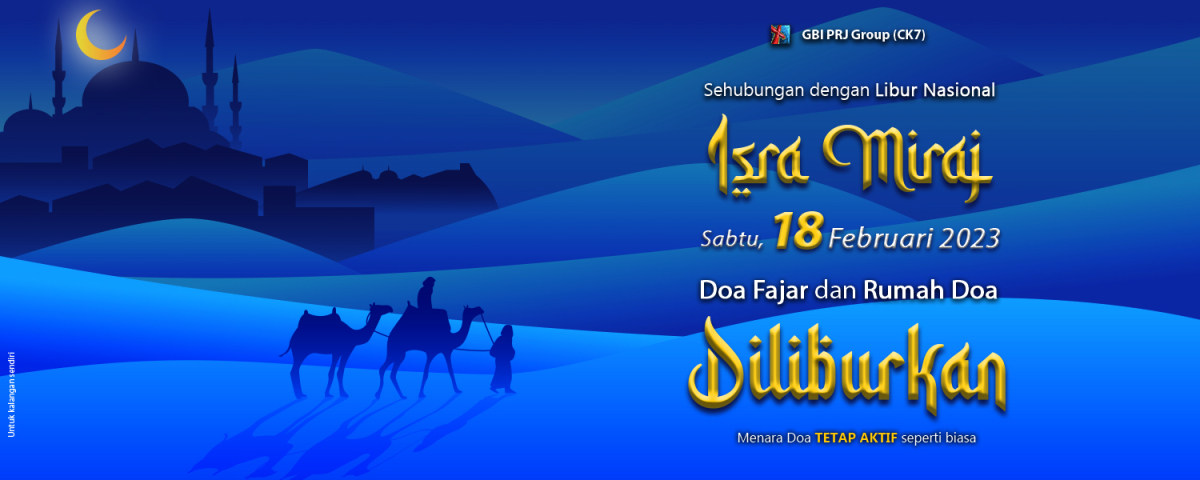 GBI PRJ Group (CK7)
Sehubungan dengan Libur Nasional
Isra Miraj
Sabtu, 18 Februari 2023
Doa Fajar dan Rumah Doa
Diliburkan
Menara Doa TETAP AKTIF seperti biasa
Untuk kalangan sendiri